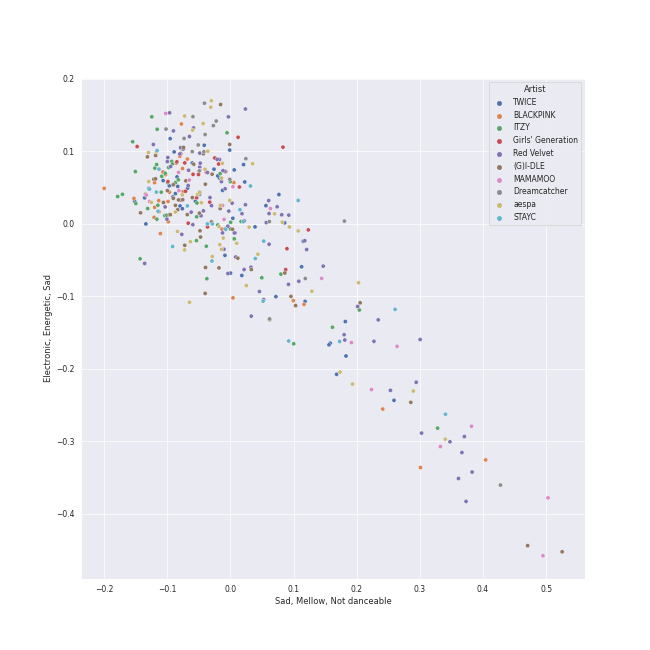 Artist
TWICE
BLACKPINK
ITZY
Girls' Generation
Red Velvet
(G)I-DLE
MAMAMOO
Dreamcatcher
aespa
STAYC
0.2
0.1
0.0
−0.1
−0.2
−0.3
−0.4
Electronic, Energetic, Sad
−0.2
−0.1
0.0
0.1
0.2
0.3
0.4
0.5
Sad, Mellow, Not danceable